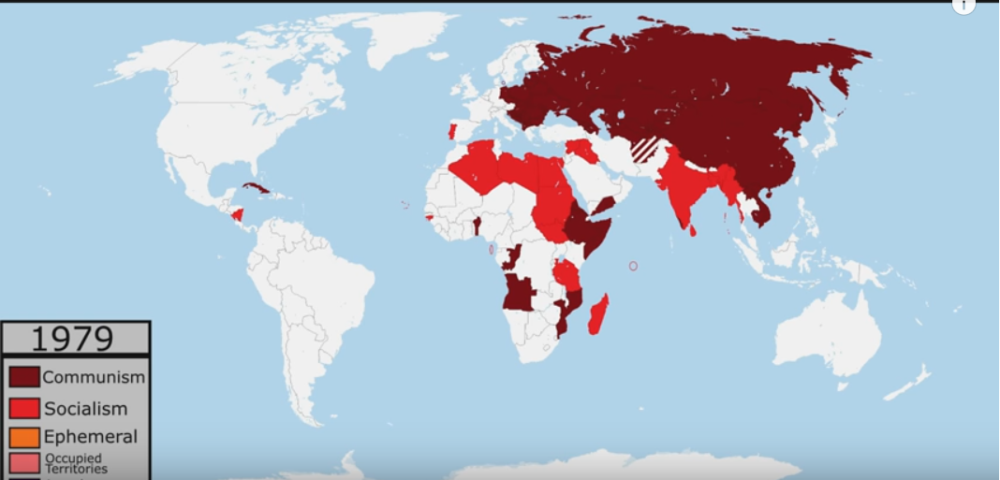 1979
Communism
Socialism
Ephemeral
Occupied
Territories